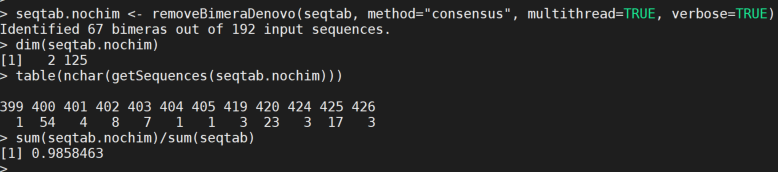 > seqtab.nochim <- removeBimeraDenovo(seqtab, method="consensus", multithread=TRUE, verbose=TRUE)
Identified 67 bimeras out of 192 input sequences.
> dim(seqtab.nochim)
[1]   2 125
> table(nchar(getSequences(seqtab.nochim)))

399 400 401 402 403 404 405 419 420 424 425 426
  1  54   4   8   7   1   1   3  23   3  17   3
> sum(seqtab.nochim)/sum(seqtab)
[1] 0.9858463
>